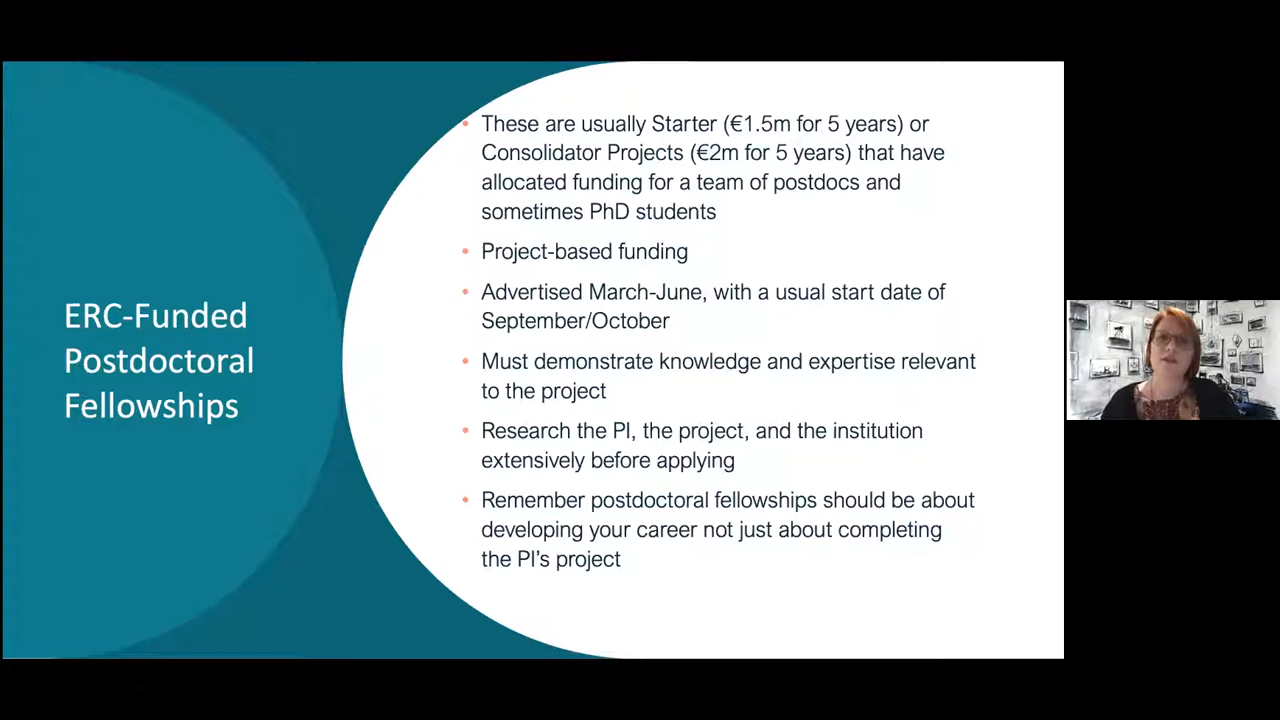 ERC-Funded
Postdoctoral
Fellowships
• These are usually Starter (€1.5m for 5 years) or
Consolidator Projects (€2m for 5 years) that have
allocated funding for a team of postdocs and
sometimes PhD students
• Project-based funding
• Advertised March-June, with a usual start date of
September/October
• Must demonstrate knowledge and expertise relevant
to the project
• Research the PI, the project, and the institution
extensively before applying
• Remember postdoctoral fellowships should be about
developing your career not just about completing
the PI’s project